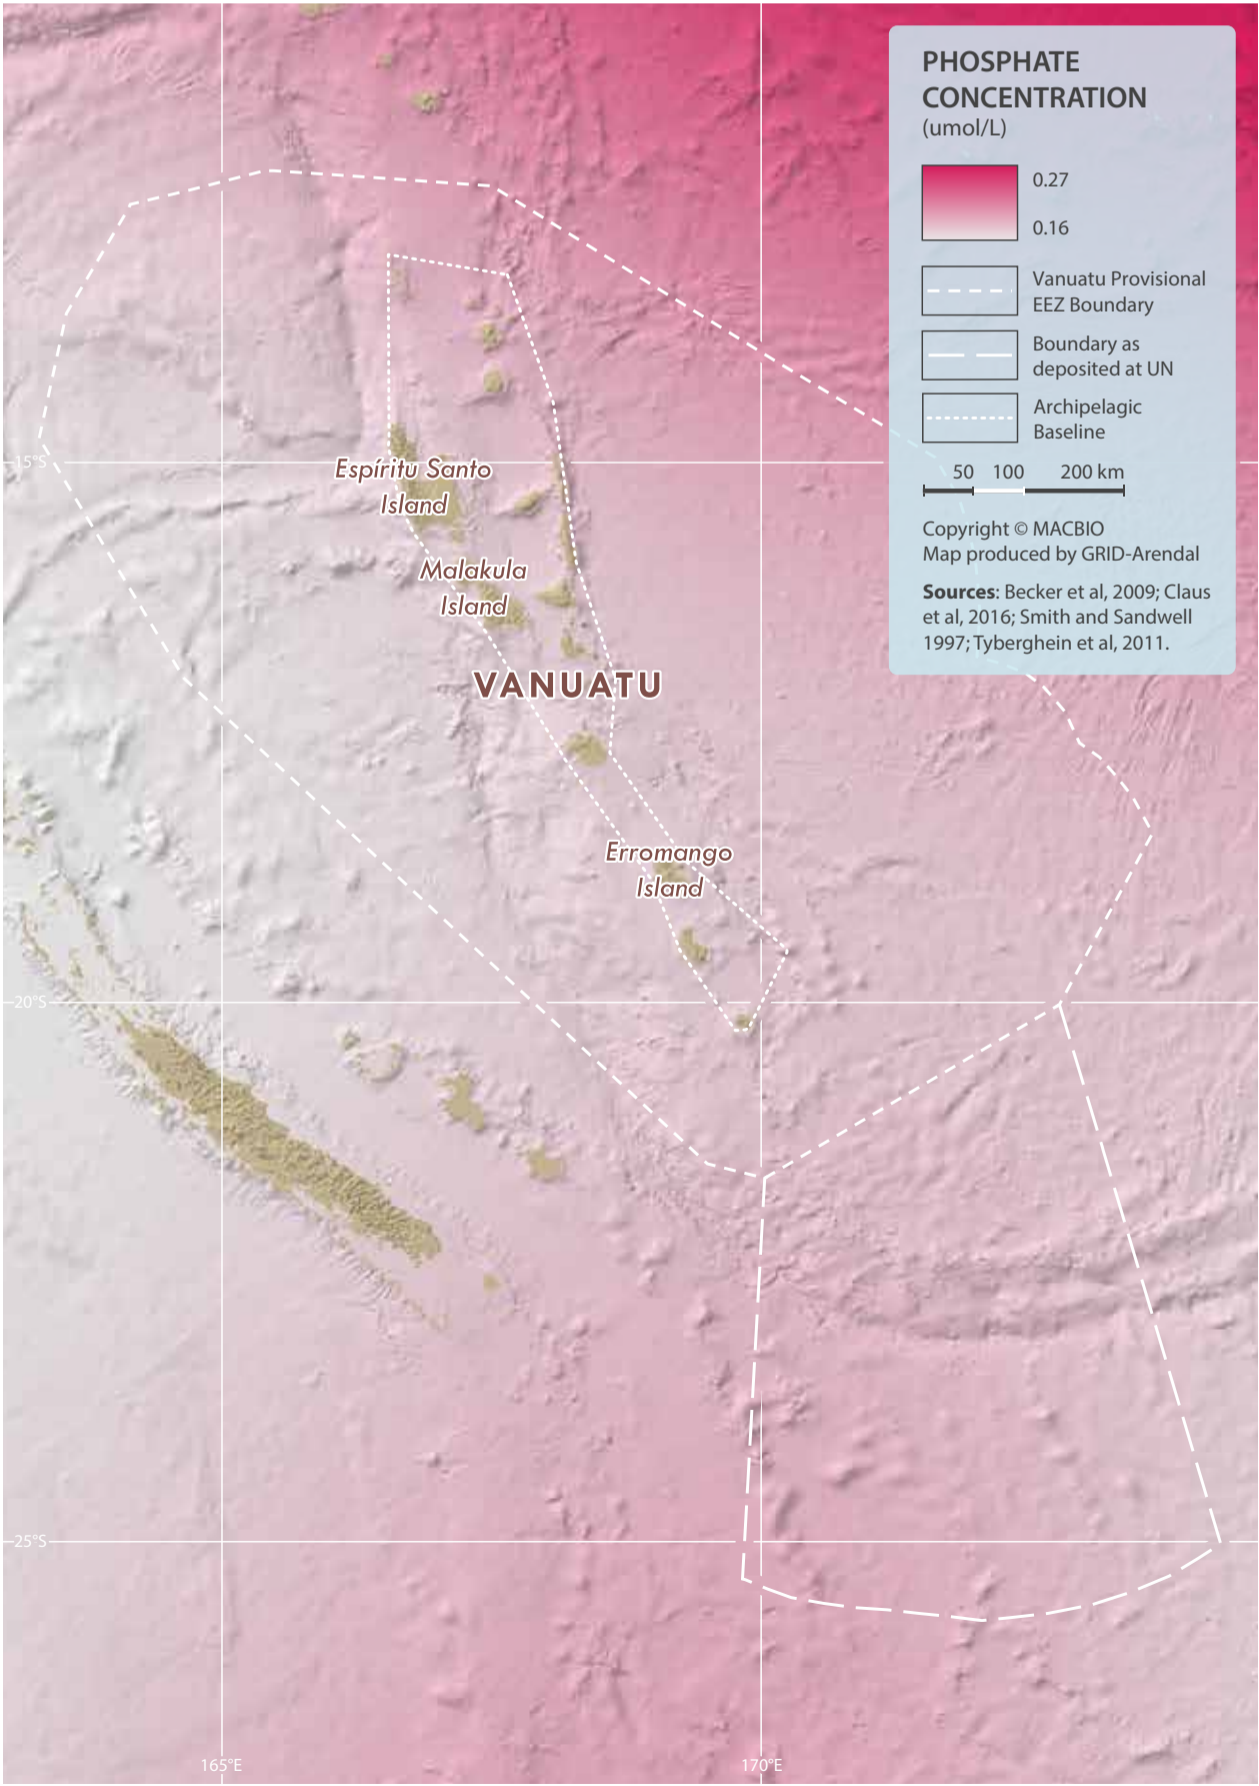 PHOSPHATE
CONCENTRATION
(umol/L)
0.27
0.16
Vanuatu Provisional
EEZ Boundary
Boundary as
deposited at UN
Archipelagic
Baseline
50 100 200 km
Copyright © MACBIO
Map produced by GRID-Arendal
Sources: Becker et al, 2009; Claus
et al, 2016; Smith and Sandwell
1997; Tyberghein et al, 2011.
15°S
Espíritu Santo
Island
Malakula
Island
VANUATU
Erromango
Island
20°S
25°S
165°E
170°E